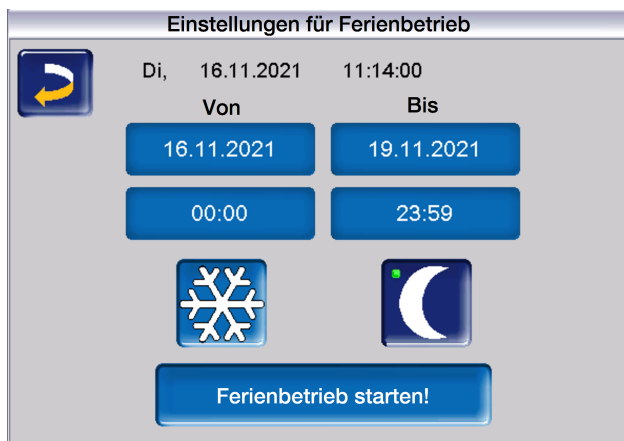 Einstellungen für Ferienbetrieb
Di, 16.11.2021 11:14:00
Von Bis
16.11.2021 19.11.2021
00:00 23:59
Ferienbetrieb starten!